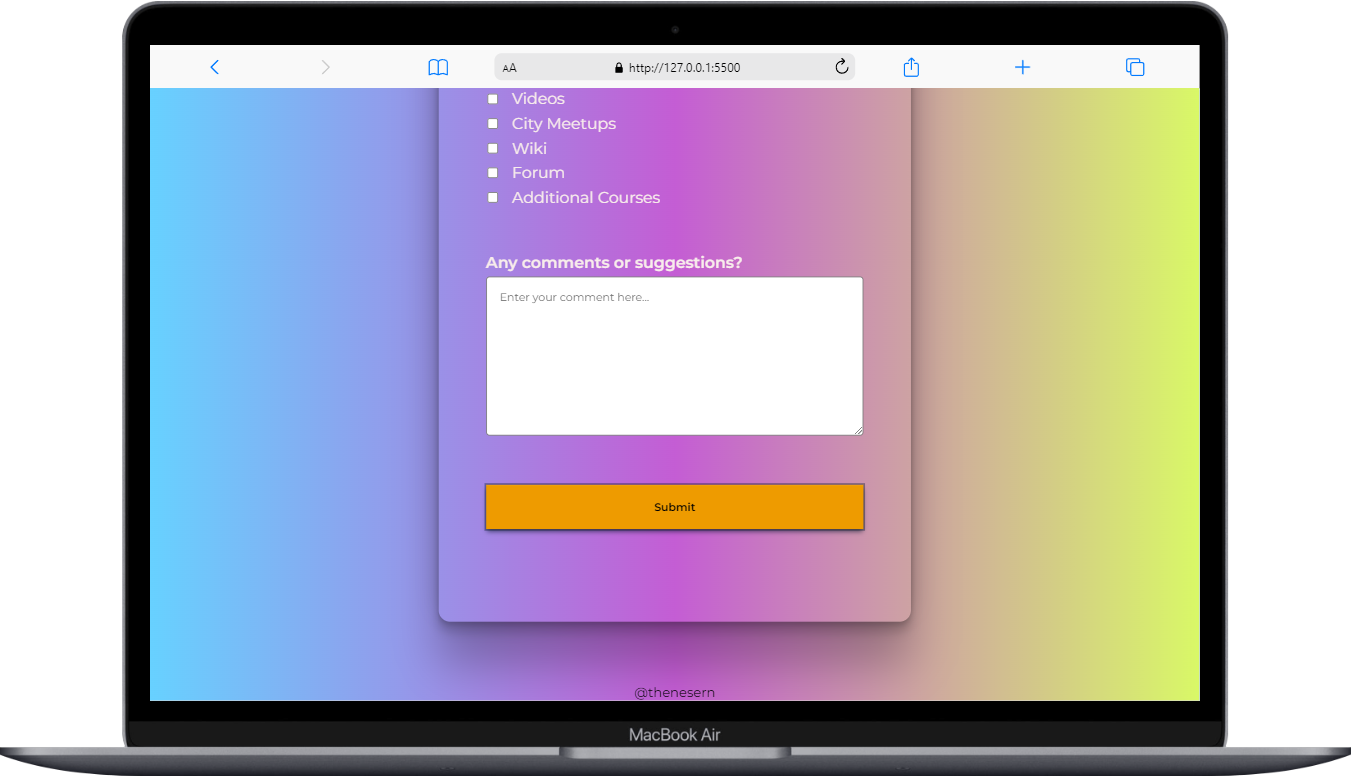 AA
http://127.0.0.1:5500
Videos
City Meetups
Wiki
Forum
Additional Courses
Any comments or suggestions?
Enter your comment here...
Submit
@thenesern
MacBook Air